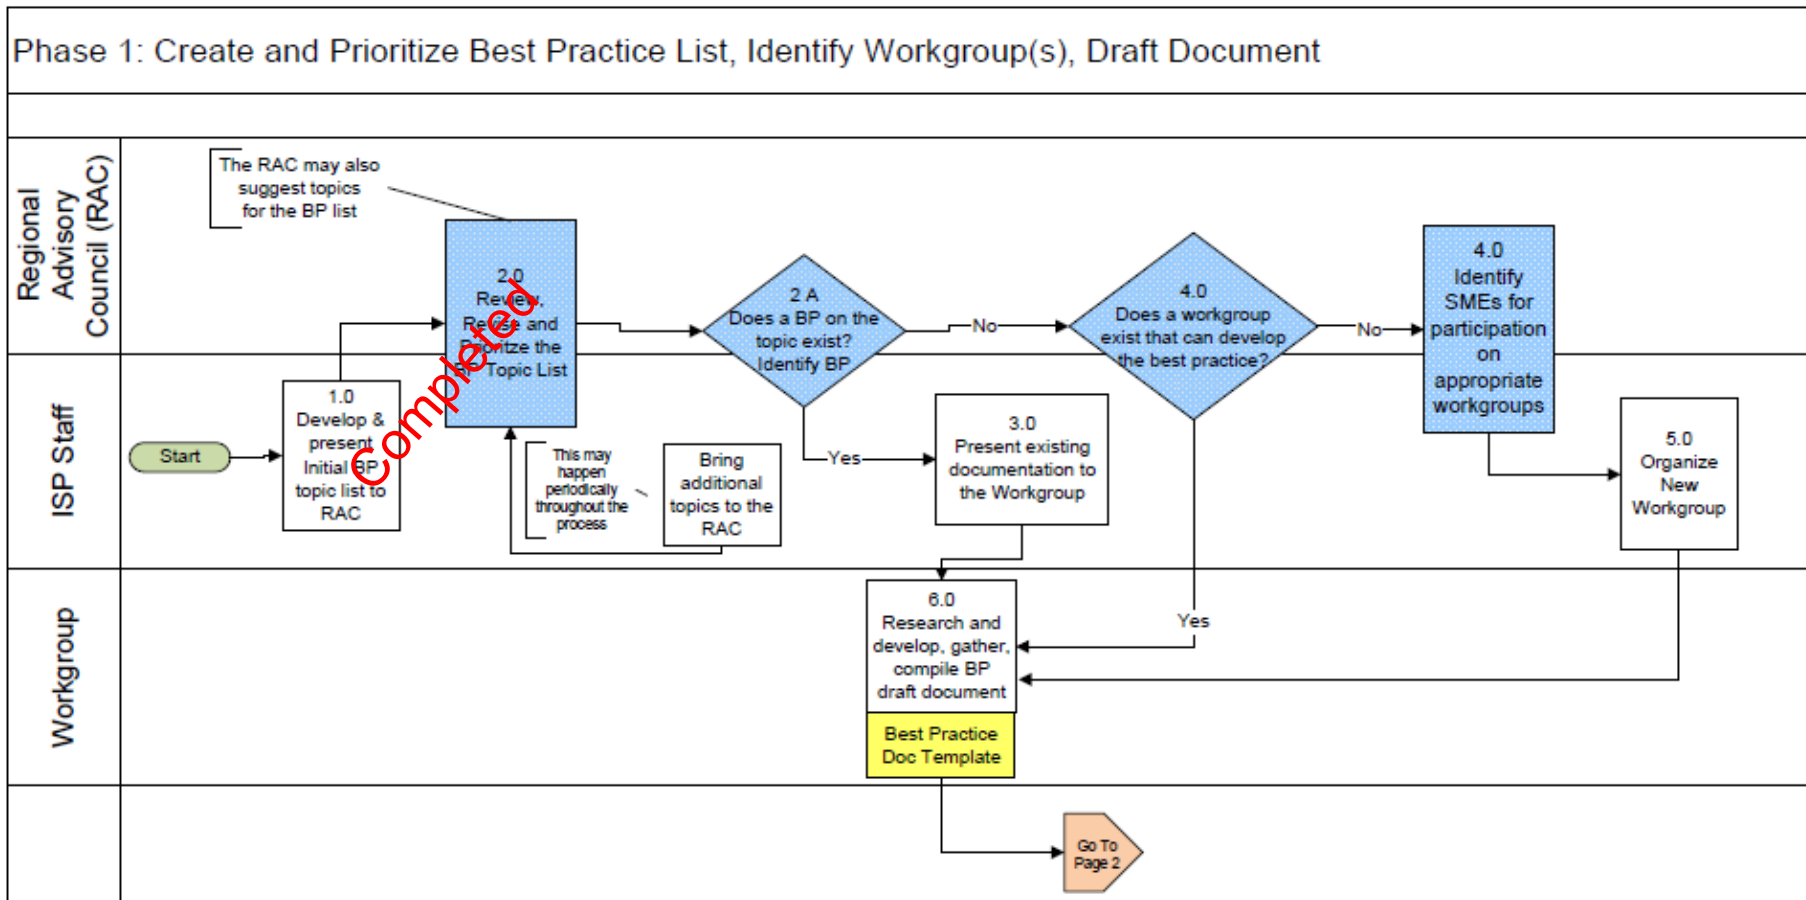 Phase 1: Create and Prioritize Best Practice List, Identify Workgroup(s), Draft Document
Regional
Advisory
Council (RAC)
The RAC may also
suggest topics
for the BP list
2.0
Review,
Revise and
Prioritze the
BP Topic List
2 A
Does a BP on the
topic exist?
Identify BP
No
4.0
Does a workgroup
exist that can develop
the best practice?
No
4.0
Identify
SMEs for
participation
on
appropriate
workgroups
Completed
ISP Staff
Start
1.0
Develop &
present
Initial BP
topic list to
RAC
This may
happen
periodically
throughout the
process
Bring
additional
topics to the
RAC
Yes
3.0
Present existing
documentation to
the Workgroup
5.0
Organize
New
Workgroup
Workgroup
6.0
Research and
develop, gather,
compile BP
draft document
Yes
Best Practice
Doc Template
Go To
Page 2